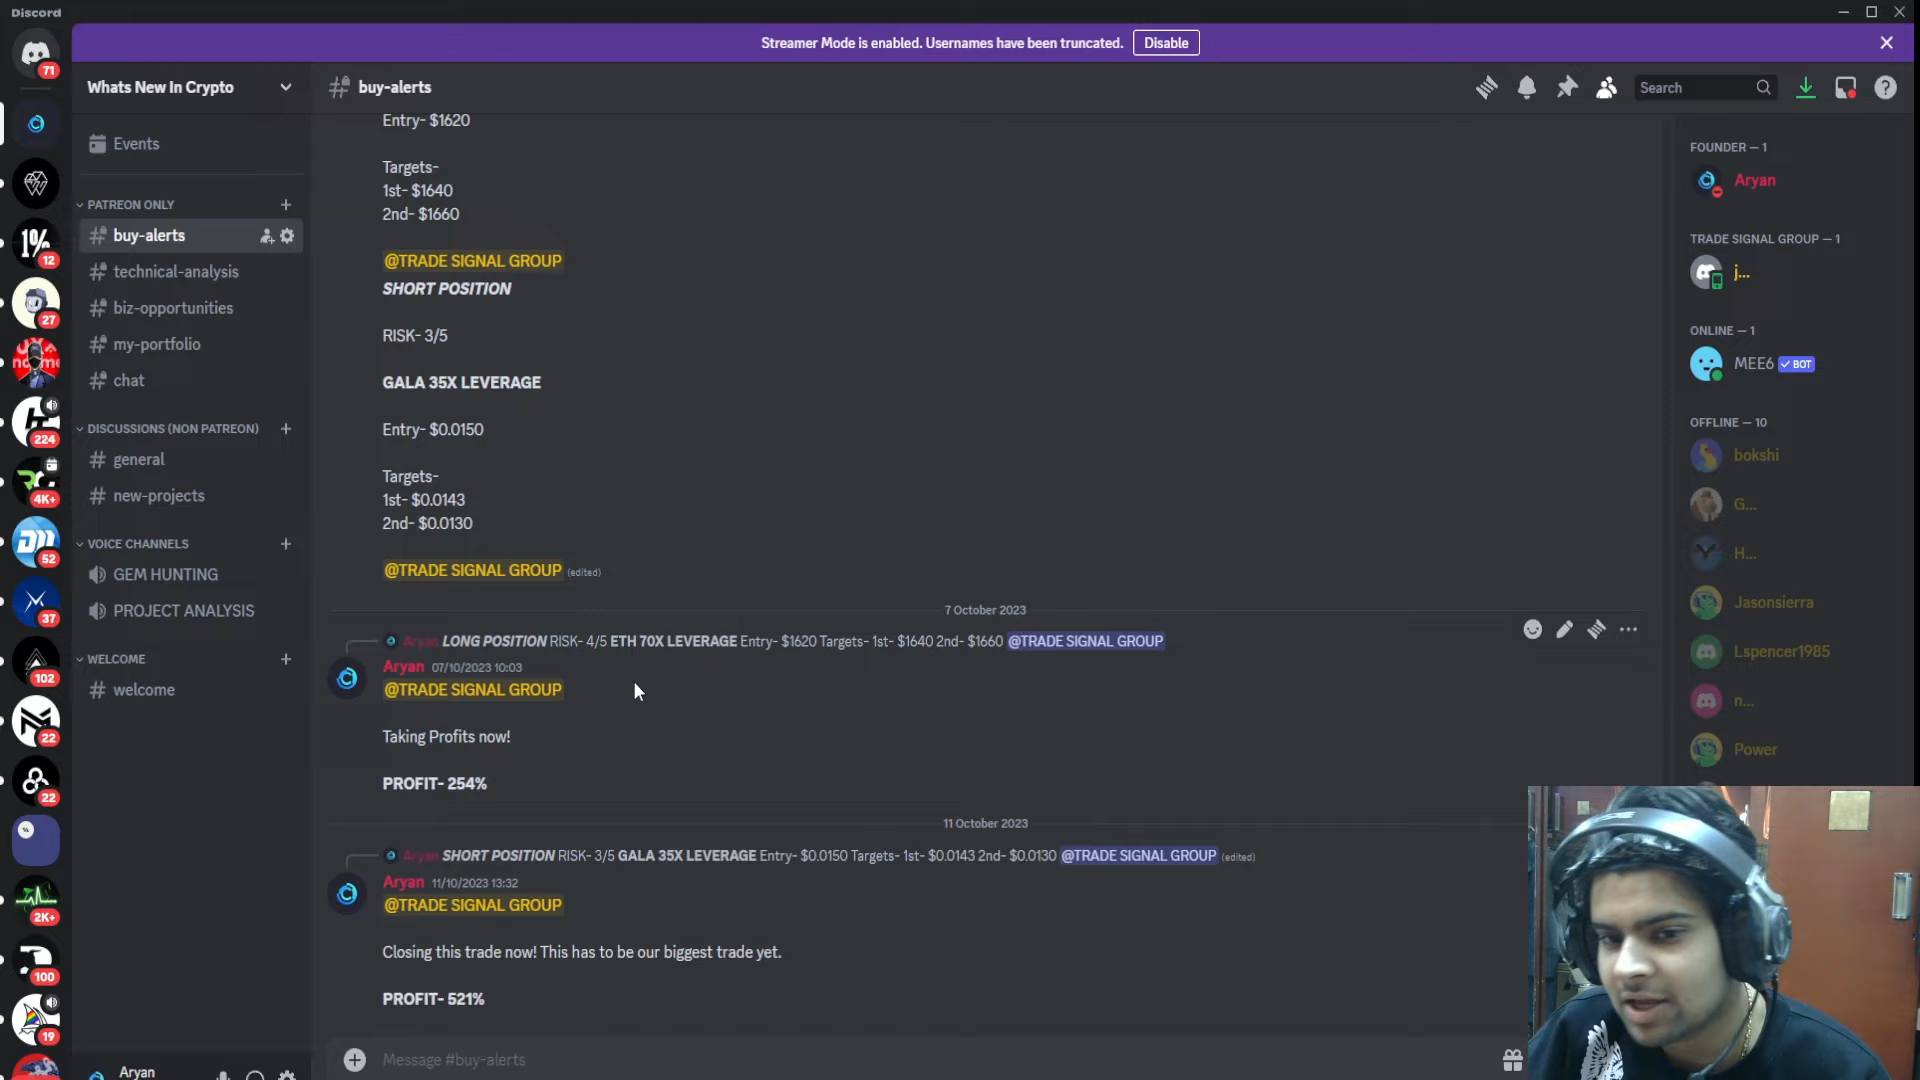 Discord
Streamer Mode is enabled. Usernames have been truncated. Disable
71
Whats New In Crypto
buy-alerts
Search
Events
PATREON ONLY
buy-alerts
technical-analysis
biz-opportunities
my-portfolio
chat
DISCUSSIONS (NON PATREON)
general
new-projects
VOICE CHANNELS
GEM HUNTING
PROJECT ANALYSIS
WELCOME
welcome
1%
12
27
224
4K+
52
37
102
22
22
2K+
100
19
Aryan
Entry- $1620
Targets-
1st- $1640
2nd- $1660
@TRADE SIGNAL GROUP
SHORT POSITION
RISK- 3/5
GALA 35X LEVERAGE
Entry- $0.0150
Targets-
1st- $0.0143
2nd- $0.0130
@TRADE SIGNAL GROUP (edited)
7 October 2023
Aryan LONG POSITION RISK- 4/5 ETH 70X LEVERAGE Entry- $1620 Targets- 1st- $1640 2nd- $1660 @TRADE SIGNAL GROUP
Aryan 07/10/2023 10:03
@TRADE SIGNAL GROUP
Taking Profits now!
PROFIT- 254%
11 October 2023
Aryan SHORT POSITION RISK- 3/5 GALA 35X LEVERAGE Entry- $0.0150 Targets- 1st- $0.0143 2nd- $0.0130 @TRADE SIGNAL GROUP (edited)
Aryan 11/10/2023 13:32
@TRADE SIGNAL GROUP
Closing this trade now! This has to be our biggest trade yet.
PROFIT- 521%
Message #buy-alerts
FOUNDER — 1
Aryan
TRADE SIGNAL GROUP — 1
j...
ONLINE — 1
MEE6 BOT
OFFLINE — 10
bokshi
G...
H...
Jasonsierra
Lspencer1985
n...
Power